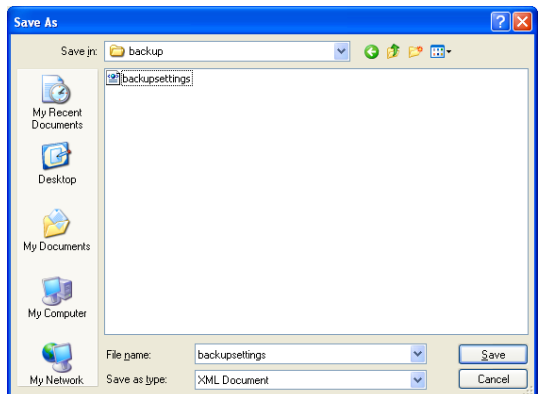 Save As
Save in: backup
backupsettings
My Recent
Documents
Desktop
My Documents
My Computer
My Network
File name: backupsettings Save
Save as type: XML Document Cancel